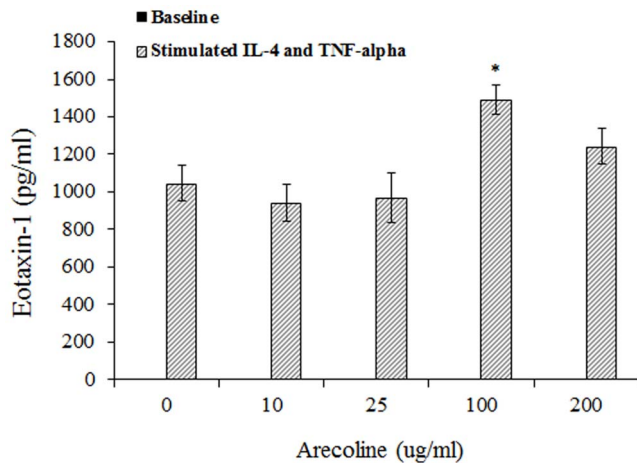 Baseline
Stimulated IL-4 and TNF-alpha
1800
1600
1400
1200
1000
800
600
400
200
0
*
Eotaxin-1 (pg/ml)
0 10 25 100 200
Arecoline (ug/ml)